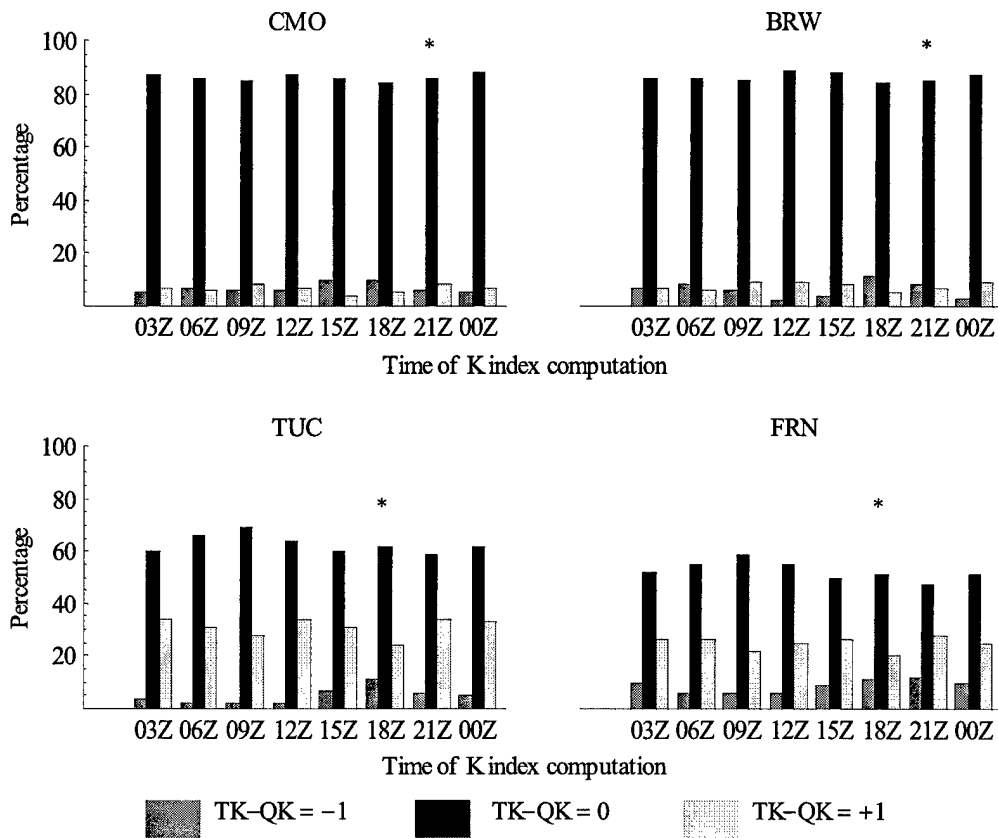 CMO
BRW
100
80
60
40
20
Percentage
*
*
03Z 06Z 09Z 12Z 15Z 18Z 21Z 00Z
03Z 06Z 09Z 12Z 15Z 18Z 21Z 00Z
Time of K index computation
TUC
FRN
100
80
60
40
20
Percentage
*
*
03Z 06Z 09Z 12Z 15Z 18Z 21Z 00Z
03Z 06Z 09Z 12Z 15Z 18Z 21Z 00Z
Time of K index computation
TK–QK = −1
TK–QK = 0
TK–QK = +1